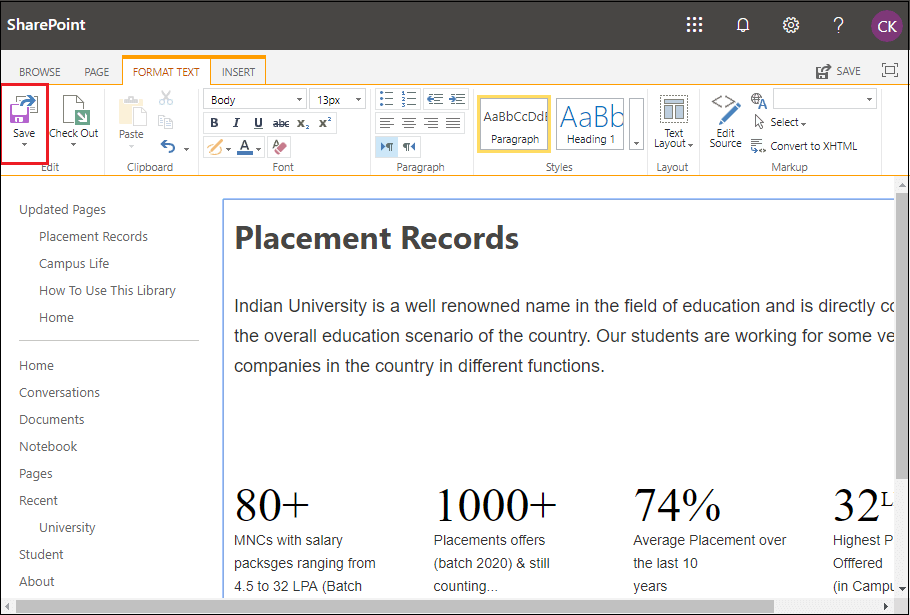 SharePoint
CK
BROWSE PAGE FORMAT TEXT INSERT
SAVE
Save
Check Out
Edit
Paste
Clipboard
Body 13px
B I U abc x₂ x²
A
Font
Paragraph
AaBbCcDdE
Paragraph
AaBb
Heading 1
Styles
Text
Layout
Layout
Edit
Source
Select
Convert to XHTML
Markup
Updated Pages
Placement Records
Campus Life
How To Use This Library
Home
Home
Conversations
Documents
Notebook
Pages
Recent
University
Student
About
Placement Records
Indian University is a well renowned name in the field of education and is directly
the overall education scenario of the country. Our students are working for some
companies in the country in different functions.
80+
MNCs with salary
packsges ranging from
4.5 to 32 LPA (Batch
1000+
Placements offers
(batch 2020) & still
counting...
74%
Average Placement over
the last 10
years
32L
Highest
Offfered
(in